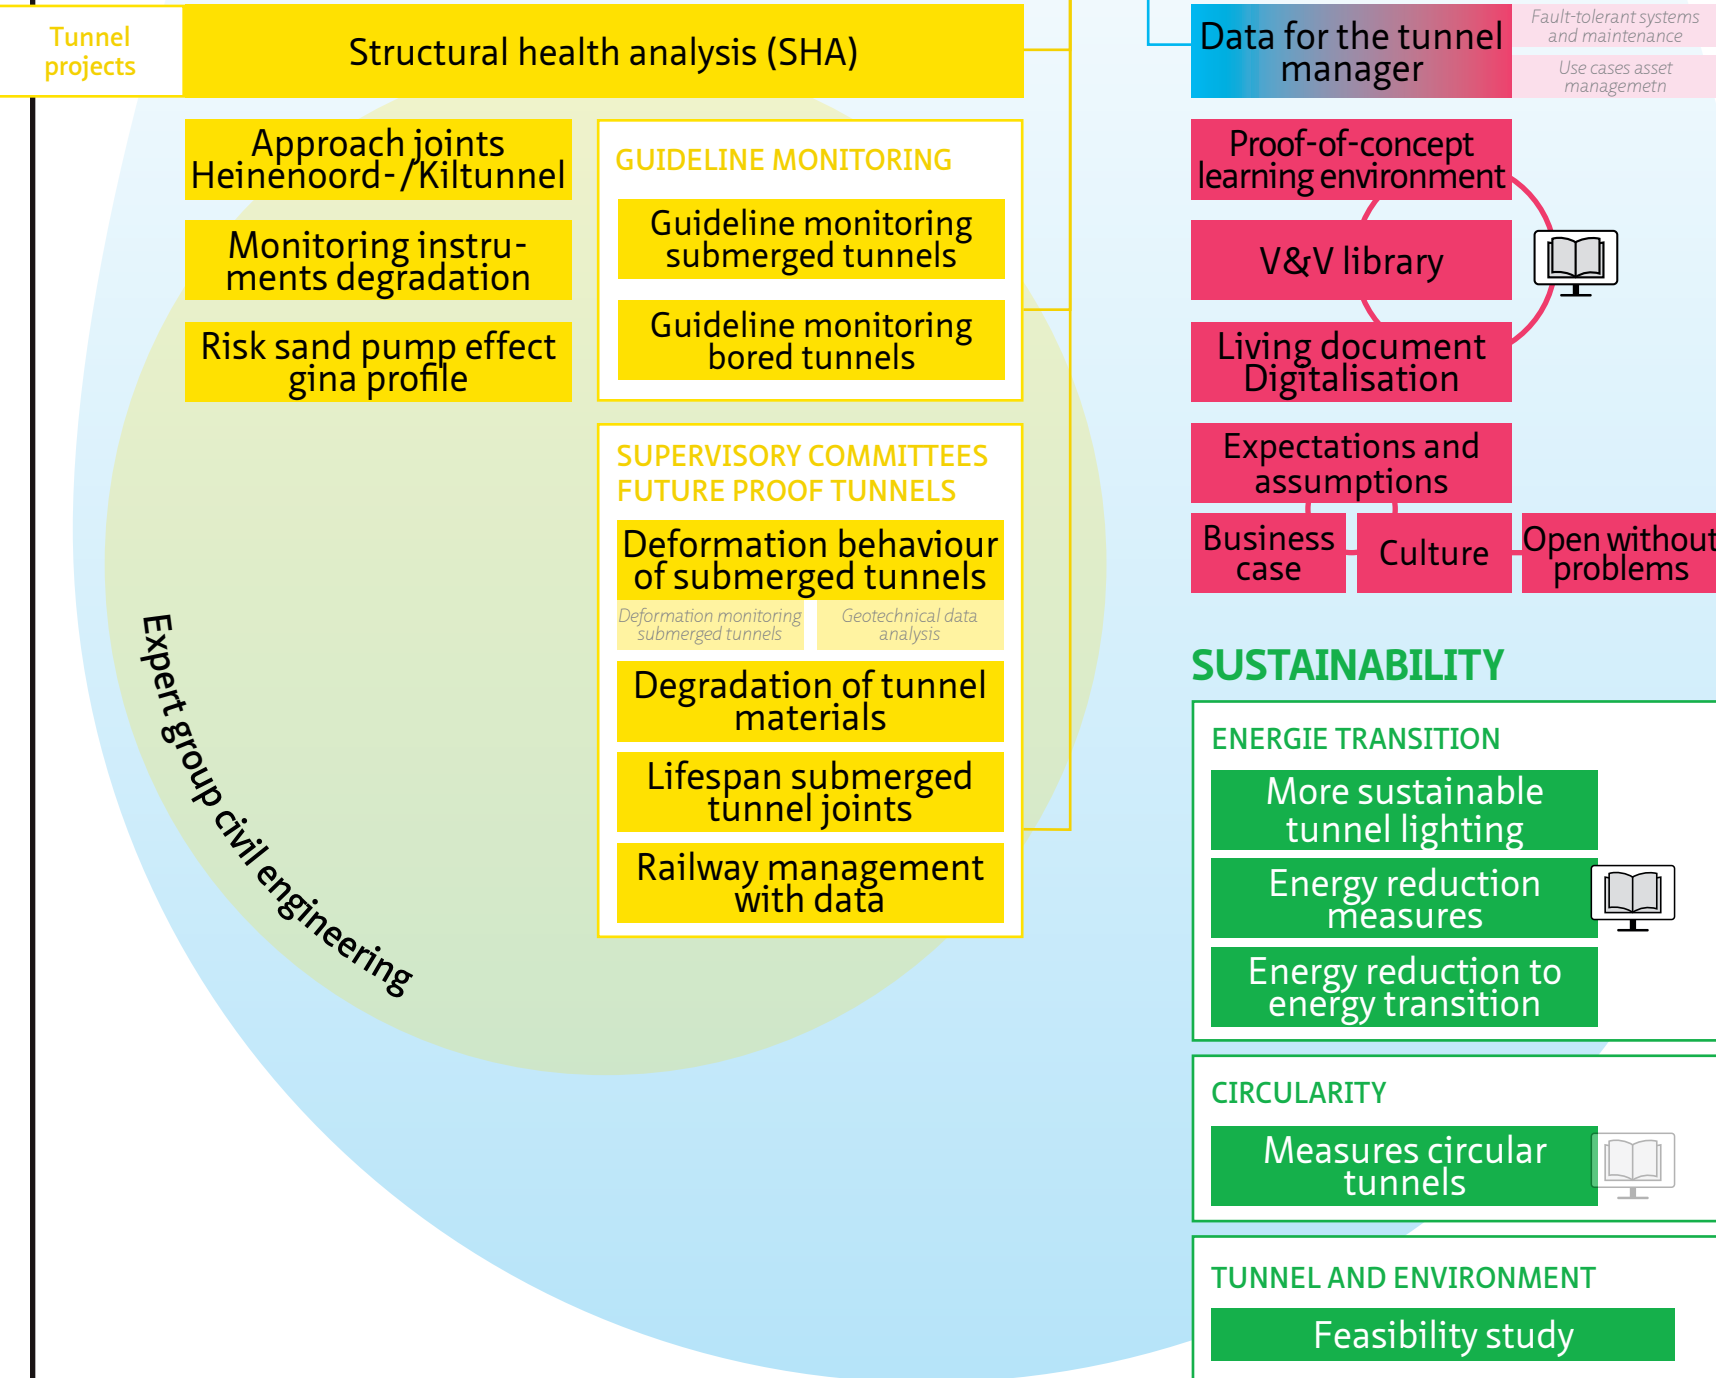 Tunnel
projects
Structural health analysis (SHA)
Approach joints
Heinenoord-/Kiltunnel
Monitoring instru-
ments degradation
Risk sand pump effect
gina profile
GUIDELINE MONITORING
Guideline monitoring
submerged tunnels
Guideline monitoring
bored tunnels
SUPERVISORY COMMITTEES
FUTURE PROOF TUNNELS
Deformation behaviour
of submerged tunnels
Deformation monitoring
submerged tunnels
Geotechnical data
analysis
Degradation of tunnel
materials
Lifespan submerged
tunnel joints
Railway management
with data
Expert group civil engineering
Data for the tunnel
manager
Fault-tolerant systems
and maintenance
Use cases asset
managemetn
Proof-of-concept
learning environment
V&V library
Living document
Digitalisation
Expectations and
assumptions
Business
case
Culture
Open without
problems
SUSTAINABILITY
ENERGIE TRANSITION
More sustainable
tunnel lighting
Energy reduction
measures
Energy reduction to
energy transition
CIRCULARITY
Measures circular
tunnels
TUNNEL AND ENVIRONMENT
Feasibility study